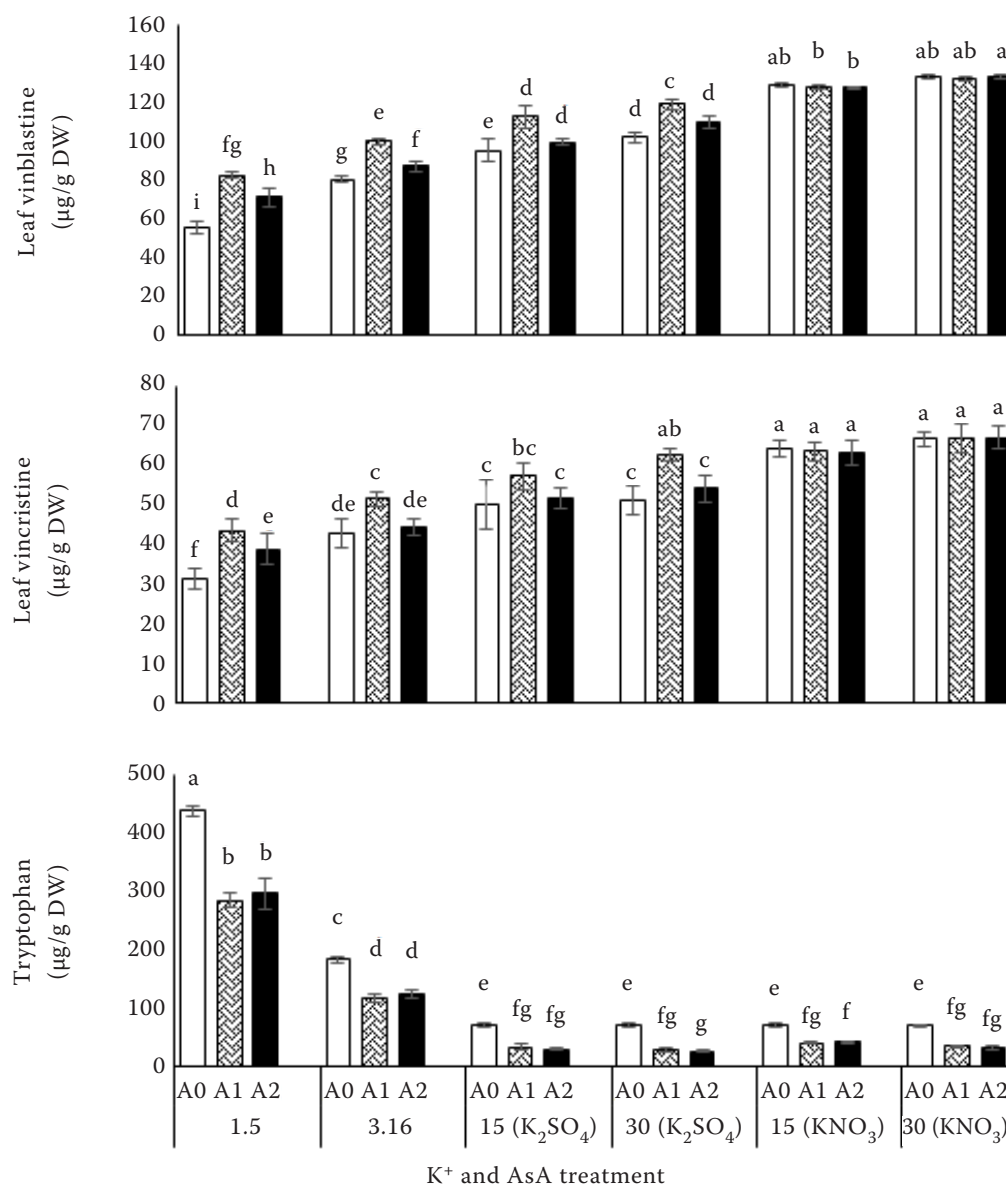 Leaf vinblastine
(µg/g DW)
160
140
120
100
80
60
40
20
0
i fg h g e f e d d d c d ab b b ab ab a
Leaf vincristine
(µg/g DW)
80
70
60
50
40
30
20
10
0
f d e de c de c bc c c ab c a a a a a a
Tryptophan
(µg/g DW)
500
400
300
200
100
0
a b b c d d e fg fg e fg g e fg f e fg fg
A0 A1 A2 A0 A1 A2 A0 A1 A2 A0 A1 A2 A0 A1 A2 A0 A1 A2
1.5 3.16 15 (K₂SO₄) 30 (K₂SO₄) 15 (KNO₃) 30 (KNO₃)
K⁺ and AsA treatment